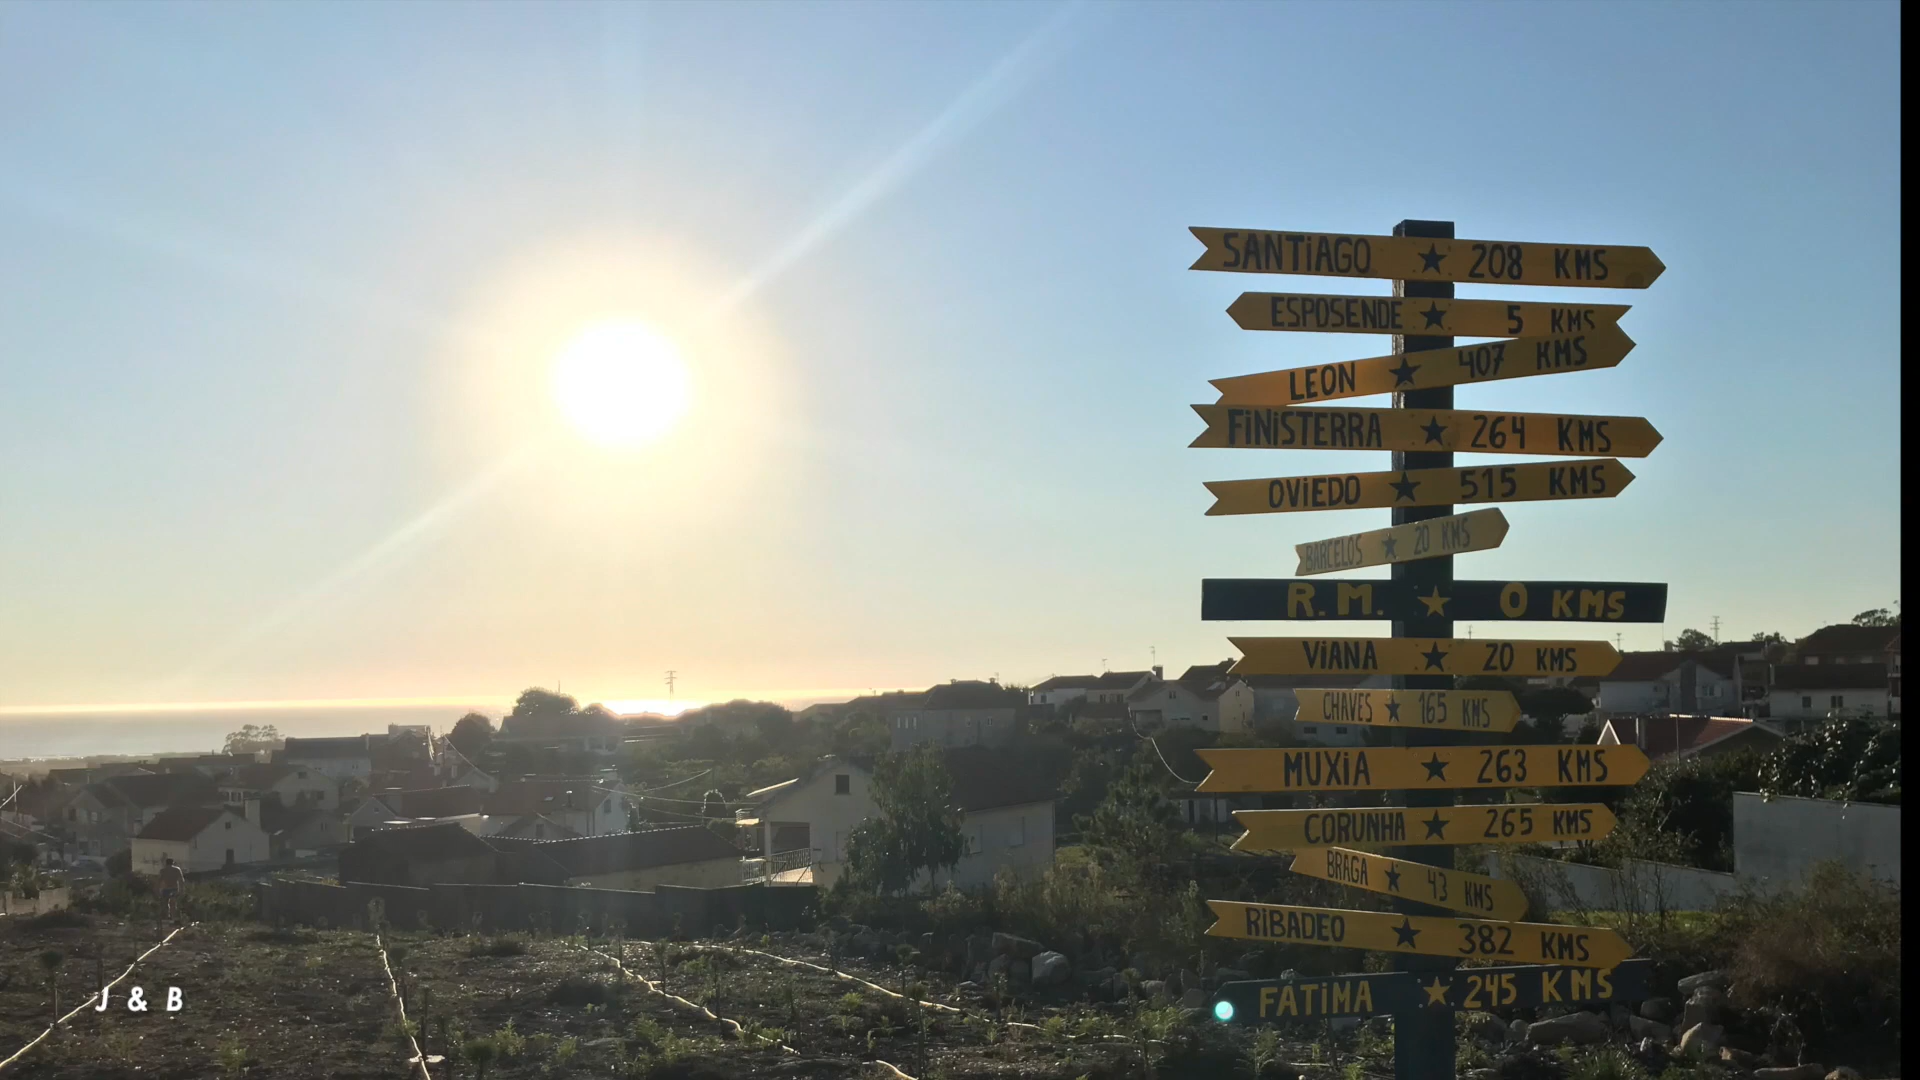 SANTiAGO ★ 208 KMS
ESPOSENDE ★ 5 KMS
LEON ★ 407 KMS
FiNiSTERRA ★ 264 KMS
OViEDO ★ 515 KMS
BARCELOS ★ 20 KMS
R.M. ★ 0 KMS
ViANA ★ 20 KMS
CHAVES ★ 165 KMS
MUXiA ★ 263 KMS
CORUNHA ★ 265 KMS
BRAGA ★ 43 KMS
RiBADEO ★ 382 KMS
FATiMA ★ 245 KMS
J & B